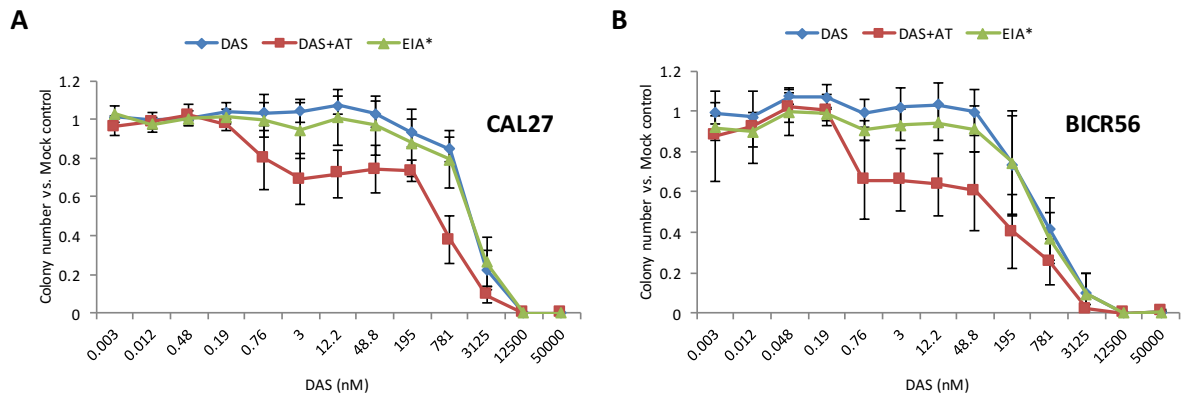 A
DAS DAS+AT EIA*
Colony number vs. Mock control
1.2
1
0.8
0.6
0.4
0.2
0
CAL27
0.003 0.012 0.48 0.19 0.76 3 12.2 48.8 195 781 3125 12500 50000
DAS (nM)
B
DAS DAS+AT EIA*
Colony number vs. Mock control
1.2
1
0.8
0.6
0.4
0.2
0
BICR56
0.003 0.012 0.048 0.19 0.76 3 12.2 48.8 195 781 3125 12500 50000
DAS (nM)